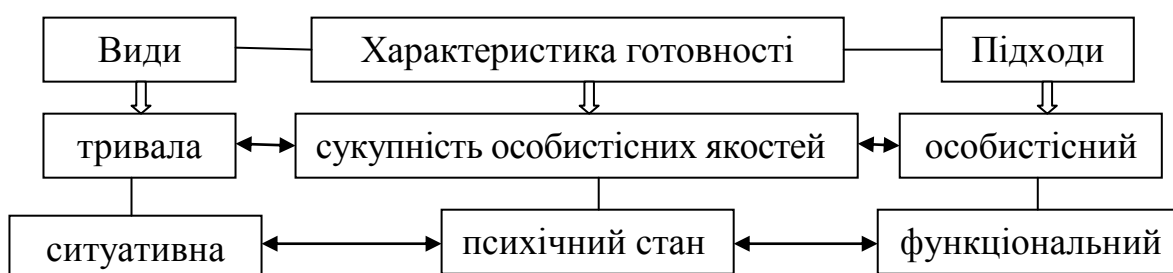 Види
Характеристика готовності
Підходи
тривала
сукупність особистісних якостей
особистісний
ситуативна
психічний стан
функціональний